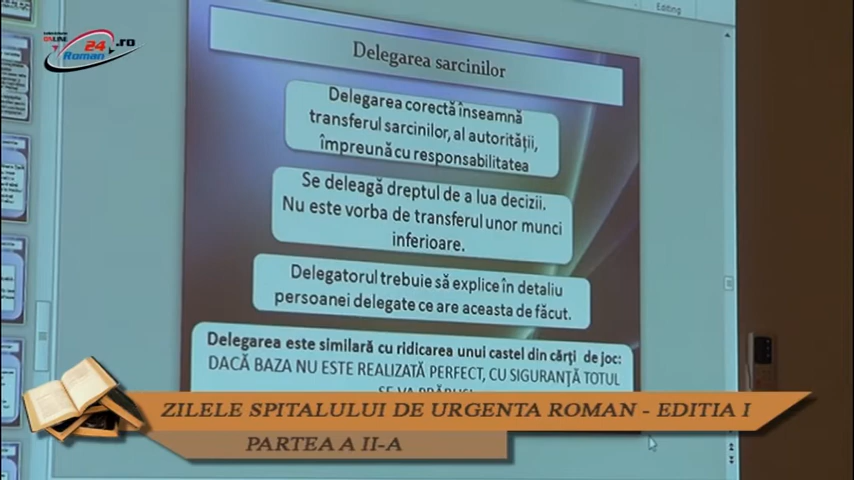 Editing
ONLINE
Roman 24 .ro
Delegarea sarcinilor
Delegarea corectă înseamnă
transferul sarcinilor, al autorității,
împreună cu responsabilitatea
Se deleagă dreptul de a lua decizii.
Nu este vorba de transferul unor munci
inferioare.
Delegatorul trebuie să explice în detaliu
persoanei delegate ce are aceasta de făcut.
Delegarea este similară cu ridicarea unui castel din cărţi de joc:
DACĂ BAZA NU ESTE REALIZATĂ PERFECT, CU SIGURANŢĂ TOTUL
ZILELE SPITALULUI DE URGENTA ROMAN - EDITIA I
PARTEA A II-A